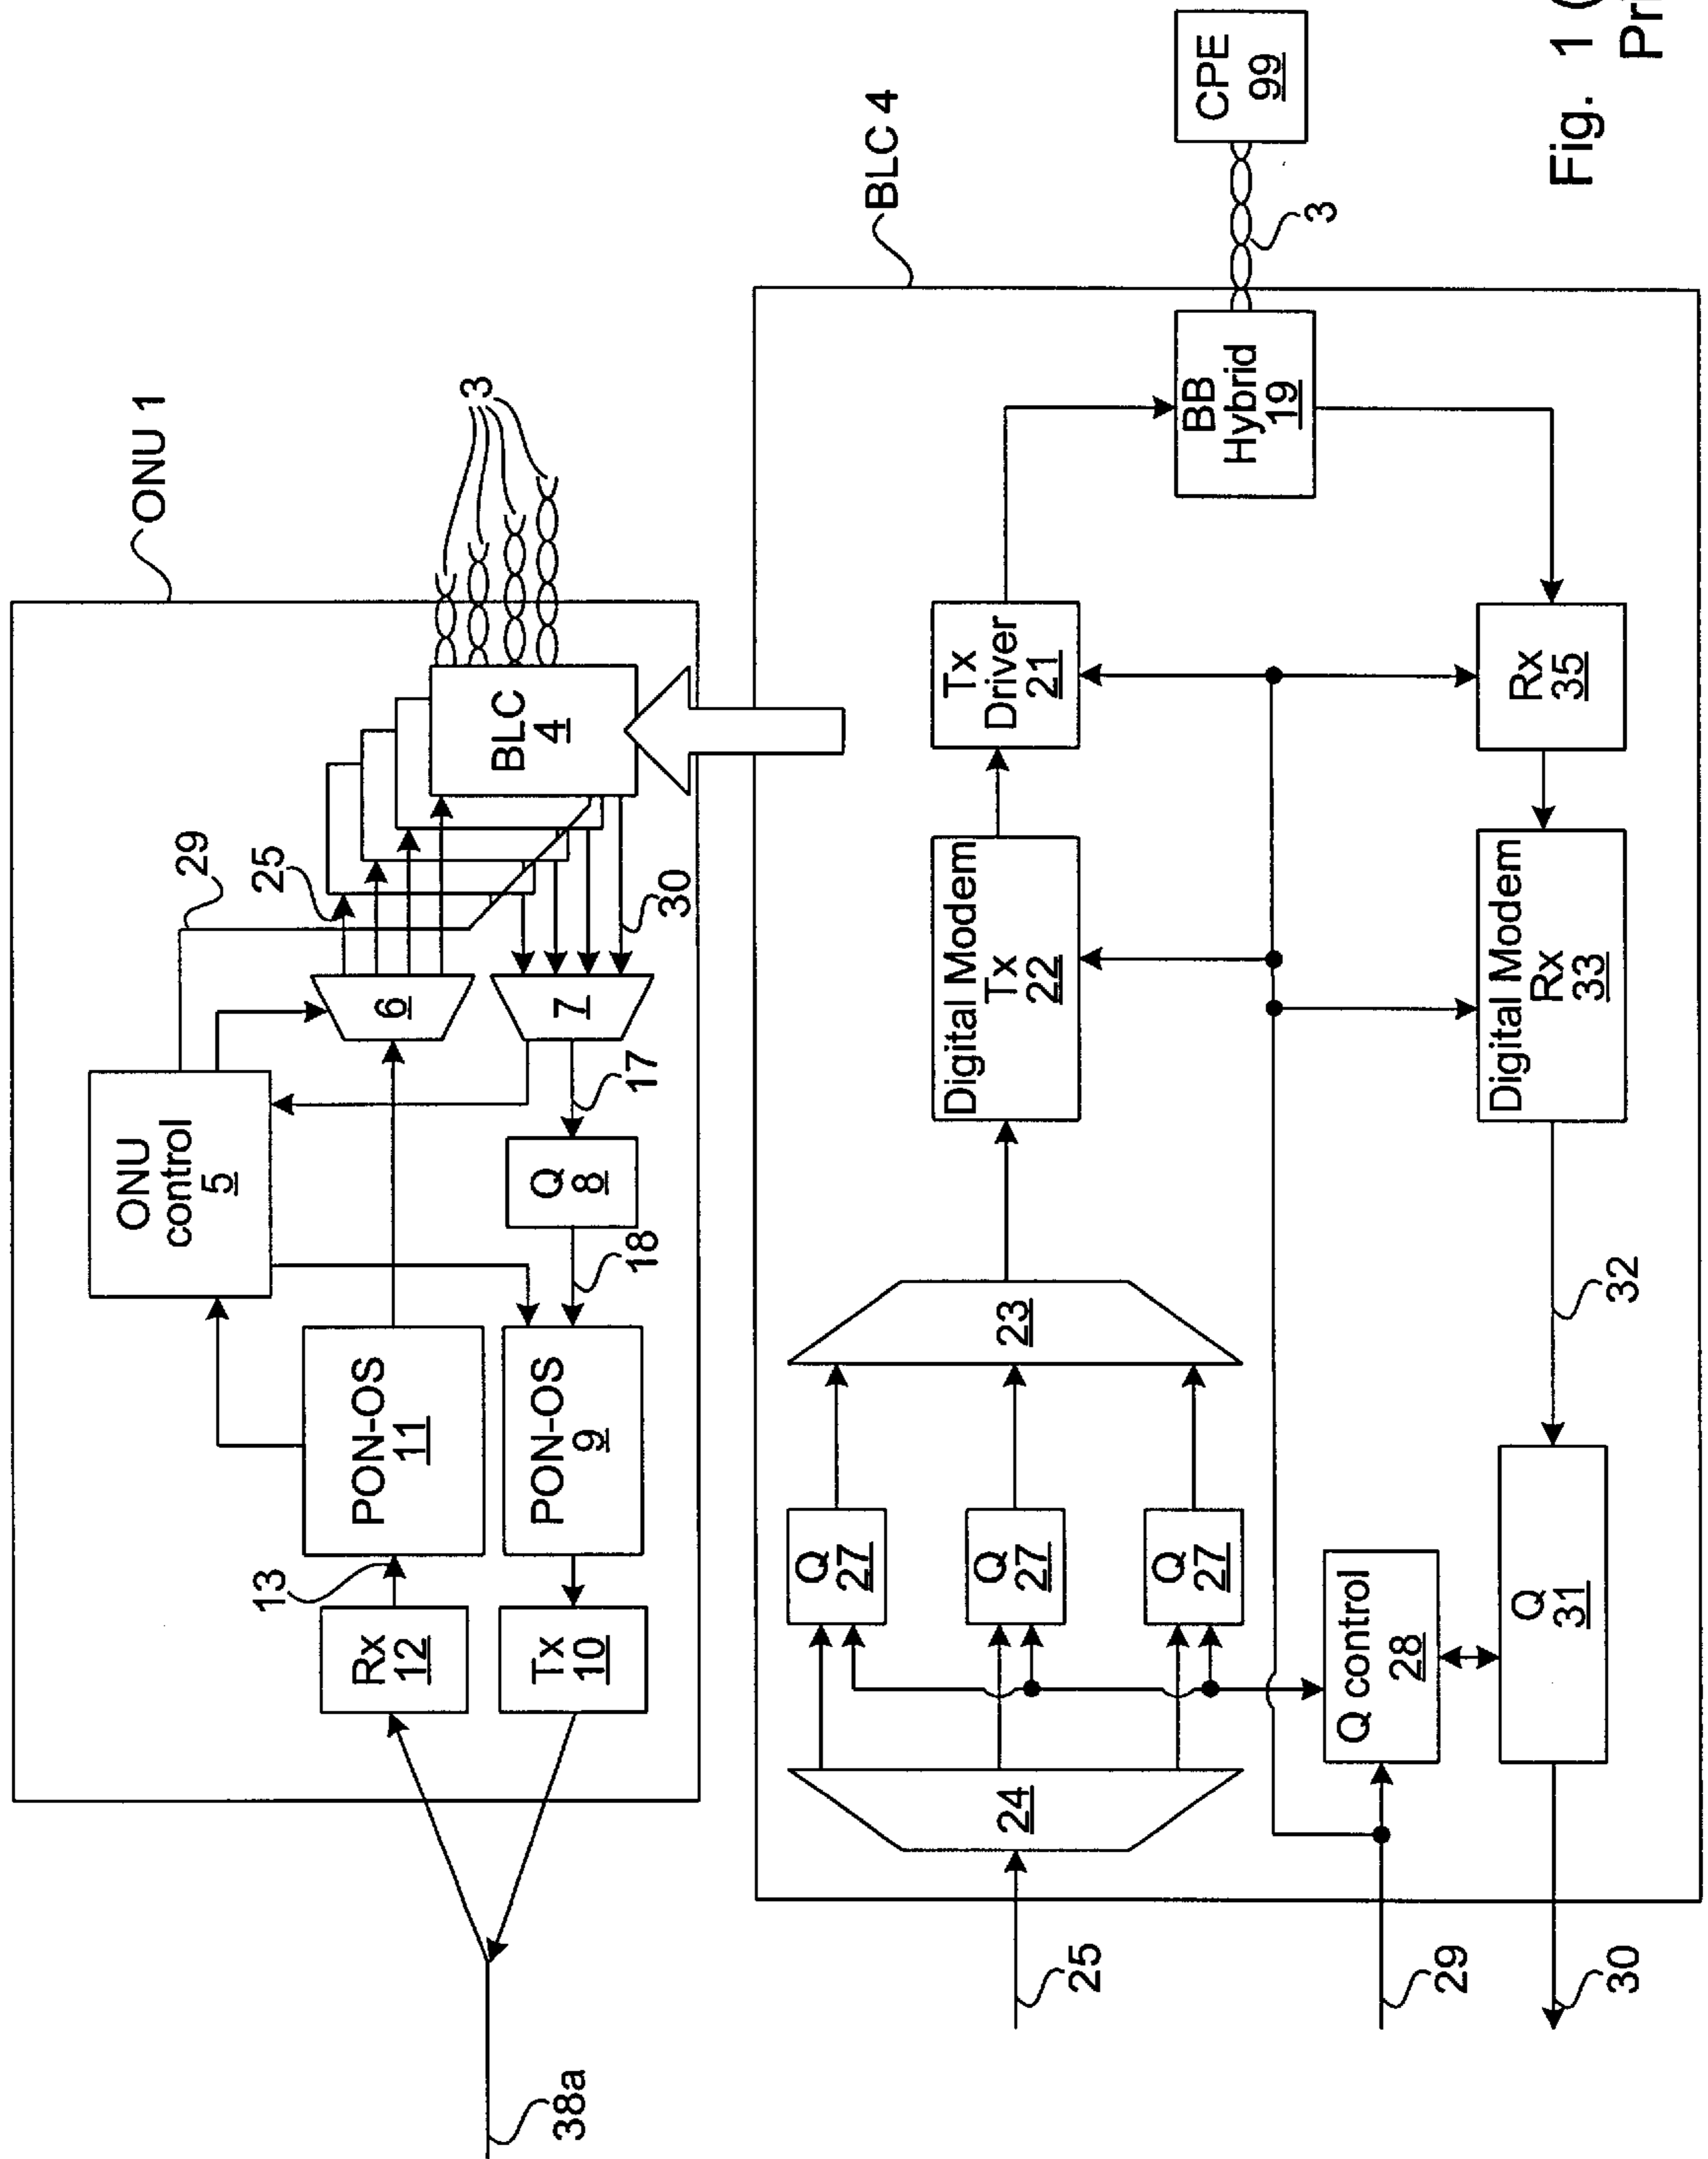 ONU 1
ONU
control
5
29
25
13
Rx
12
PON-OS
11
6
BLC
4
3
Tx
10
PON-OS
9
18
Q
8
17
7
30
38a
BLC 4
25
24
Q
27
Q
27
Q
27
23
Digital Modem
Tx
22
Tx
Driver
21
BB
Hybrid
19
3
CPE
99
29
Q control
28
30
Q
31
32
Digital Modem
Rx
33
Rx
35
Fig. 1 (